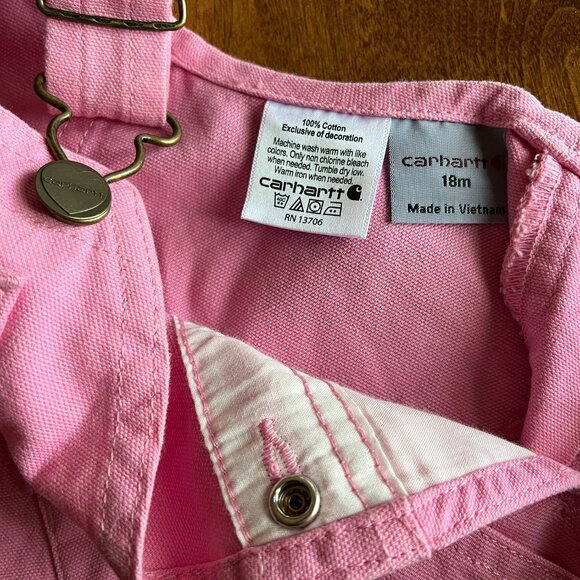 100% Cotton
Exclusive of decoration
Machine wash warm with like
colors. Only non chlorine bleach
when needed. Tumble dry low.
Warm iron when needed.
carhartt
RN 13706
carhartt
18m
Made in Vietnam